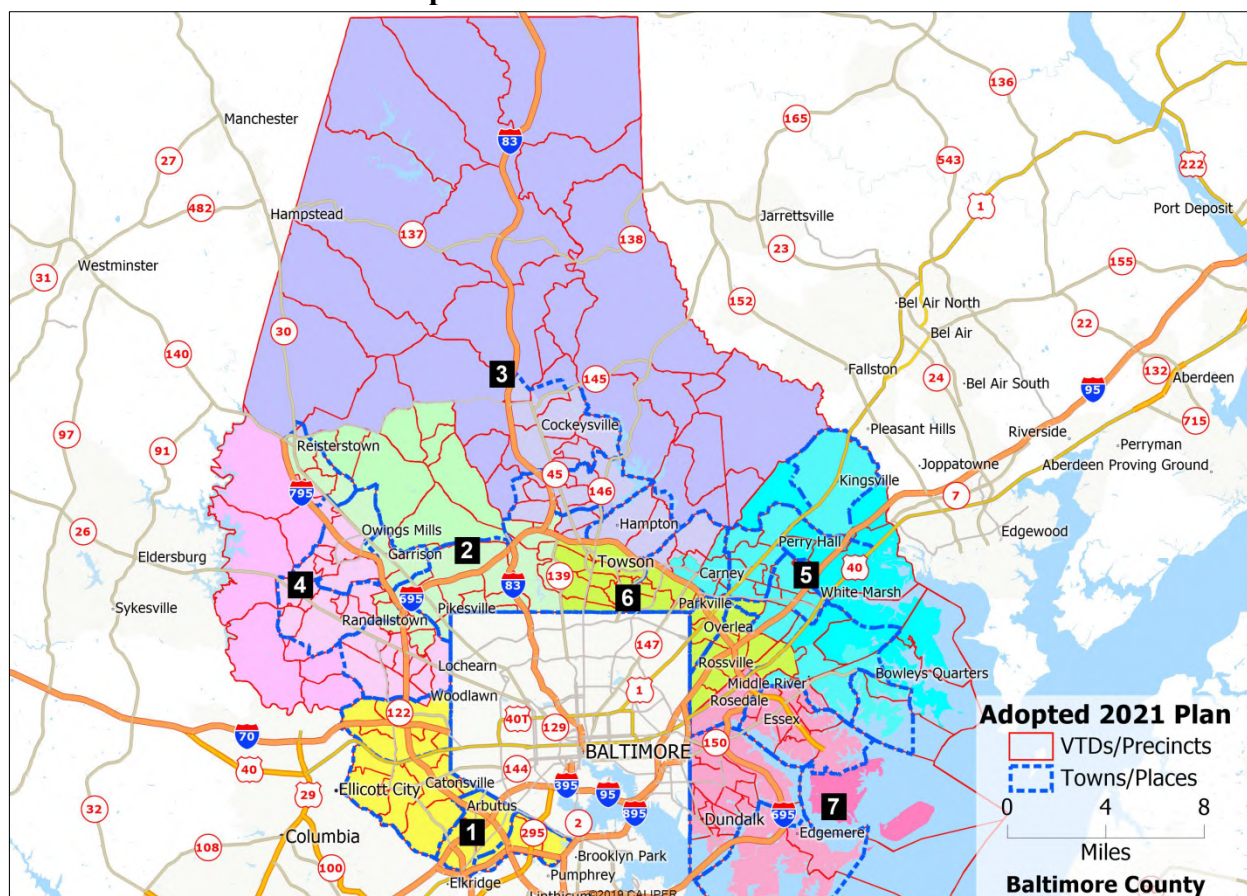 136
165
83
Manchester
543
27
222
1
482
Port Deposit
Hampstead
Jarrettsville
137
138
23
Westminster
155
31
152
Bel Air North
30
22
Bel Air
140
3
145
Fallston
132
24
Bel Air South
Aberdeen
95
715
Cockeysville
97
Reisterstown
Pleasant Hills
Riverside
Perryman
91
45
Joppatowne
Aberdeen Proving Ground
146
Kingsville
795
7
26
Hampton
Edgewood
Owings Mills
Perry Hall
Eldersburg
Garrison
2
Towson
Carney
5
40
4
139
White Marsh
Sykesville
695
83
6
Pikesville
Parkville
Randallstown
Overlea
147
Lochearn
Rossville
Bowleys Quarters
Middle River
Woodlawn
1
Rosedale
122
40T
129
Essex
Adopted 2021 Plan
70
150
VTDs/Precincts
BALTIMORE
40
144
Towns/Places
29
Catonsville
395
95
Ellicott City
0 4 8
32
Arbutus
895
7
Dundalk
695
1
295
2
Edgemere
Columbia
Miles
108
Brooklyn Park
100
Pumphrey
Elkridge
Baltimore County
©2019 CALIPER